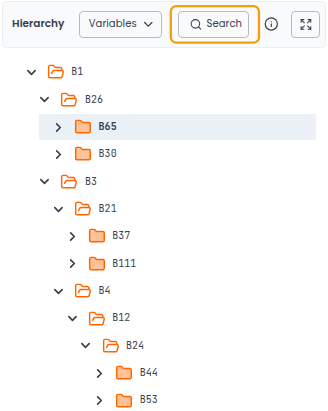 Hierarchy Variables Search
B1
B26
B65
B30
B3
B21
B37
B111
B4
B12
B24
B44
B53